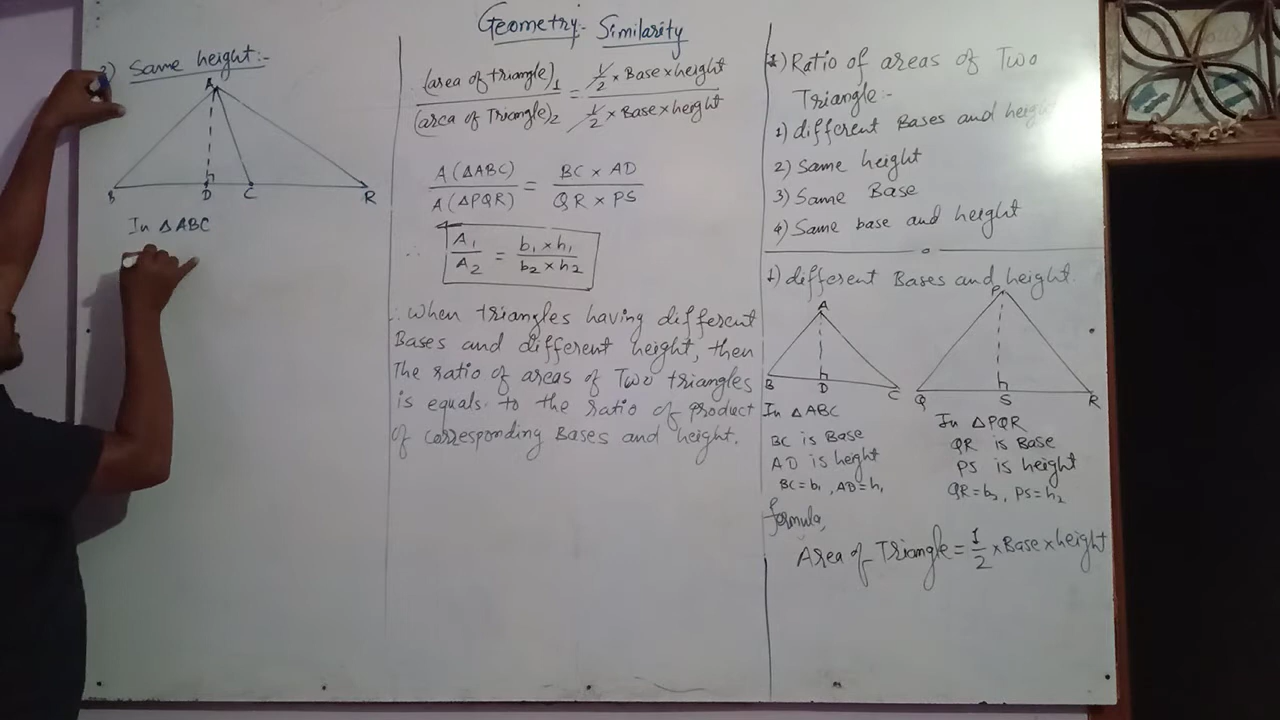 Geometry:- Similarity
1) Ratio of areas of Two
Triangle:-
1) different Bases and height
2) Same height
3) Same Base
4) Same base and height
1) different Bases and height.
A
B D C
P
Q S R
In △ABC
BC is Base
AD is height
BC=b₁, AD=h₁
In △PQR
QR is Base
PS is height
QR=b₂, PS=h₂
formula,
Area of Triangle = 1/2 × Base × height
(area of triangle)₁ / (area of Triangle)₂ = 1/2 × Base × height / 1/2 × Base × height
A(△ABC) / A(△PQR) = BC × AD / QR × PS
∴ A₁ / A₂ = b₁ × h₁ / b₂ × h₂
∴ When triangles having different
Bases and different height, then
The ratio of areas of Two triangles
is equals to the ratio of product
of corresponding Bases and height.
2) Same height:-
A
B D C R
In △ABC